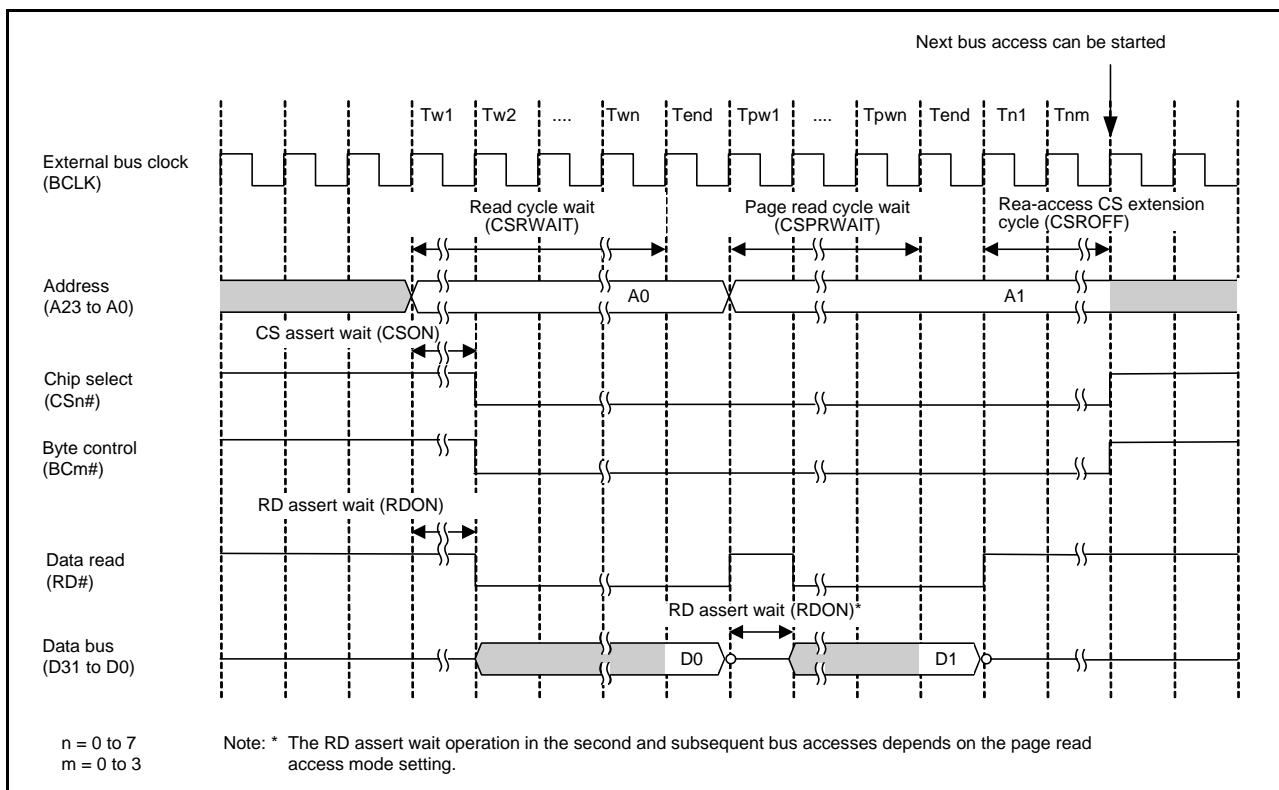 Next bus access can be started
Tw1 Tw2 .... Twn Tend Tpw1 .... Tpwn Tend Tn1 Tnm
External bus clock
(BCLK)
Read cycle wait
(CSRWAIT)
Page read cycle wait
(CSPRWAIT)
Rea-access CS extension
cycle (CSROFF)
Address
(A23 to A0)
A0
A1
CS assert wait (CSON)
Chip select
(CSn#)
Byte control
(BCm#)
RD assert wait (RDON)
Data read
(RD#)
RD assert wait (RDON)*
Data bus
(D31 to D0)
D0
D1
n = 0 to 7
m = 0 to 3
Note: * The RD assert wait operation in the second and subsequent bus accesses depends on the page read
access mode setting.